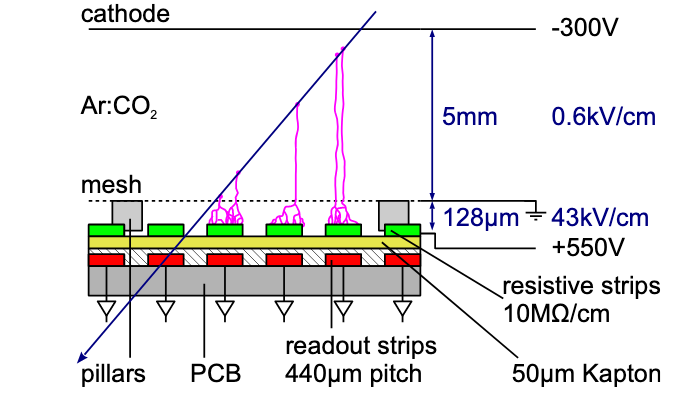 cathode
-300V
Ar:CO₂
5mm
0.6kV/cm
mesh
128µm
43kV/cm
+550V
resistive strips
10MΩ/cm
readout strips
pillars
PCB
440µm pitch
50µm Kapton